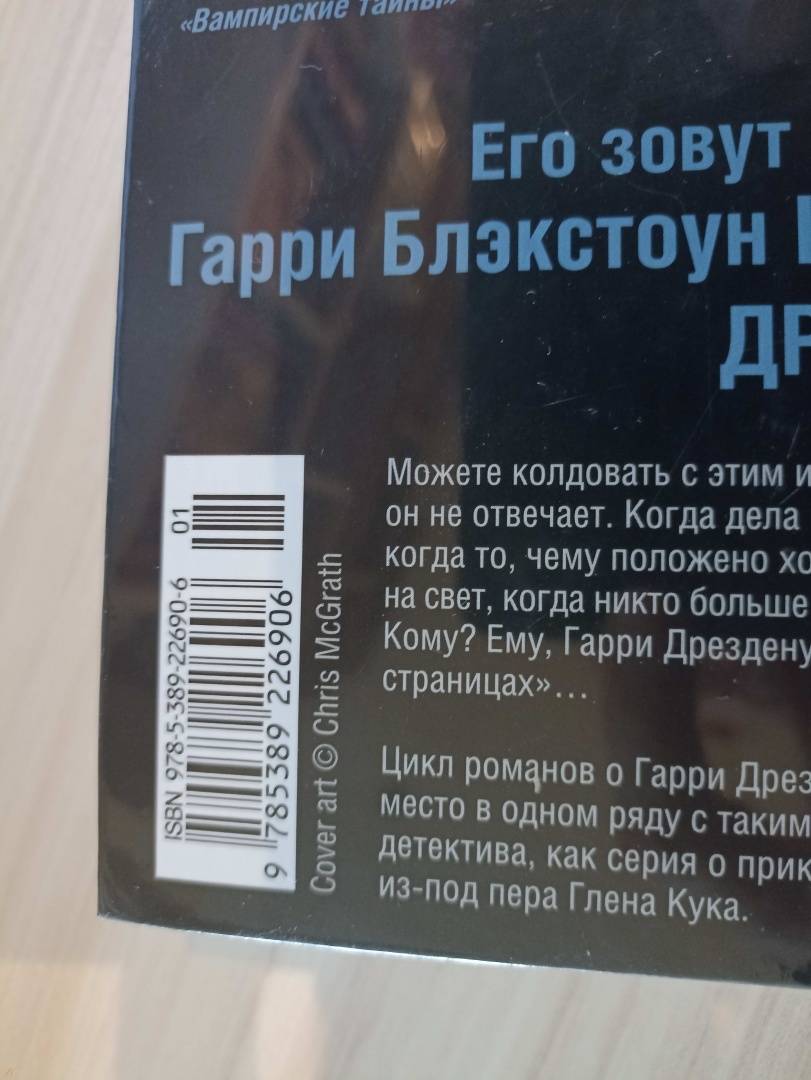 «Вампирские тайны»
Его зовут
Гарри Блэкстоун
ДР
Можете колдовать с этим и
он не отвечает. Когда дела
когда то, чему положено хо
на свет, когда никто больше
Кому? Ему, Гарри Дрездену
страницах»...
Цикл романов о Гарри Дрез
место в одном ряду с таким
детектива, как серия о прик
из-под пера Глена Кука.
ISBN 978-5-389-22690-6
01
9 785389 226906
Cover art © Chris McGrath